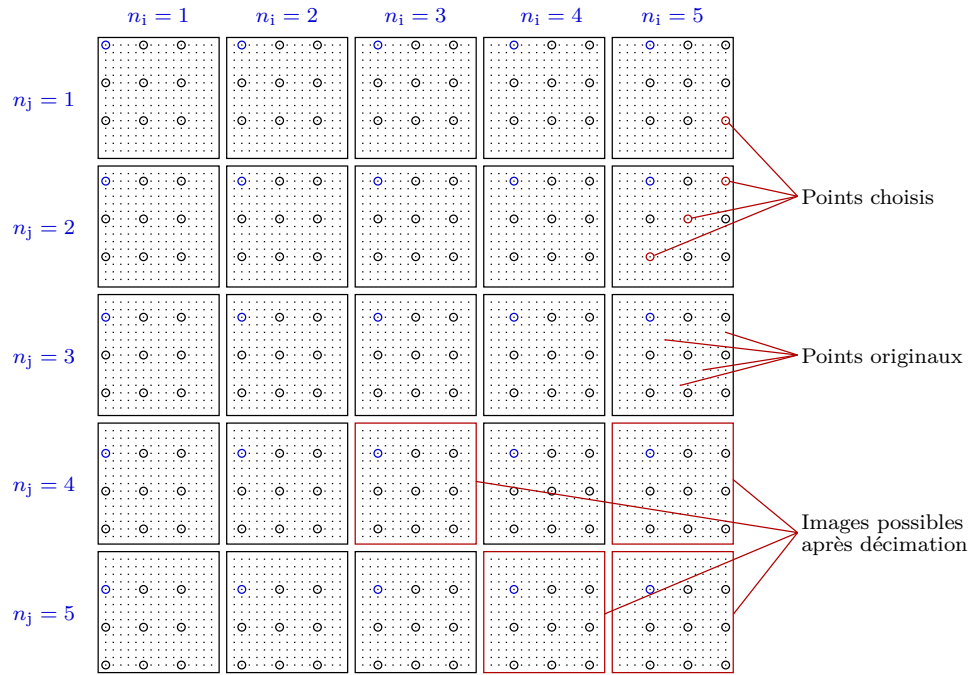 n_i = 1 n_i = 2 n_i = 3 n_i = 4 n_i = 5
n_j = 1
Points choisis
n_j = 2
n_j = 3
Points originaux
n_j = 4
Images possibles
après décimation
n_j = 5